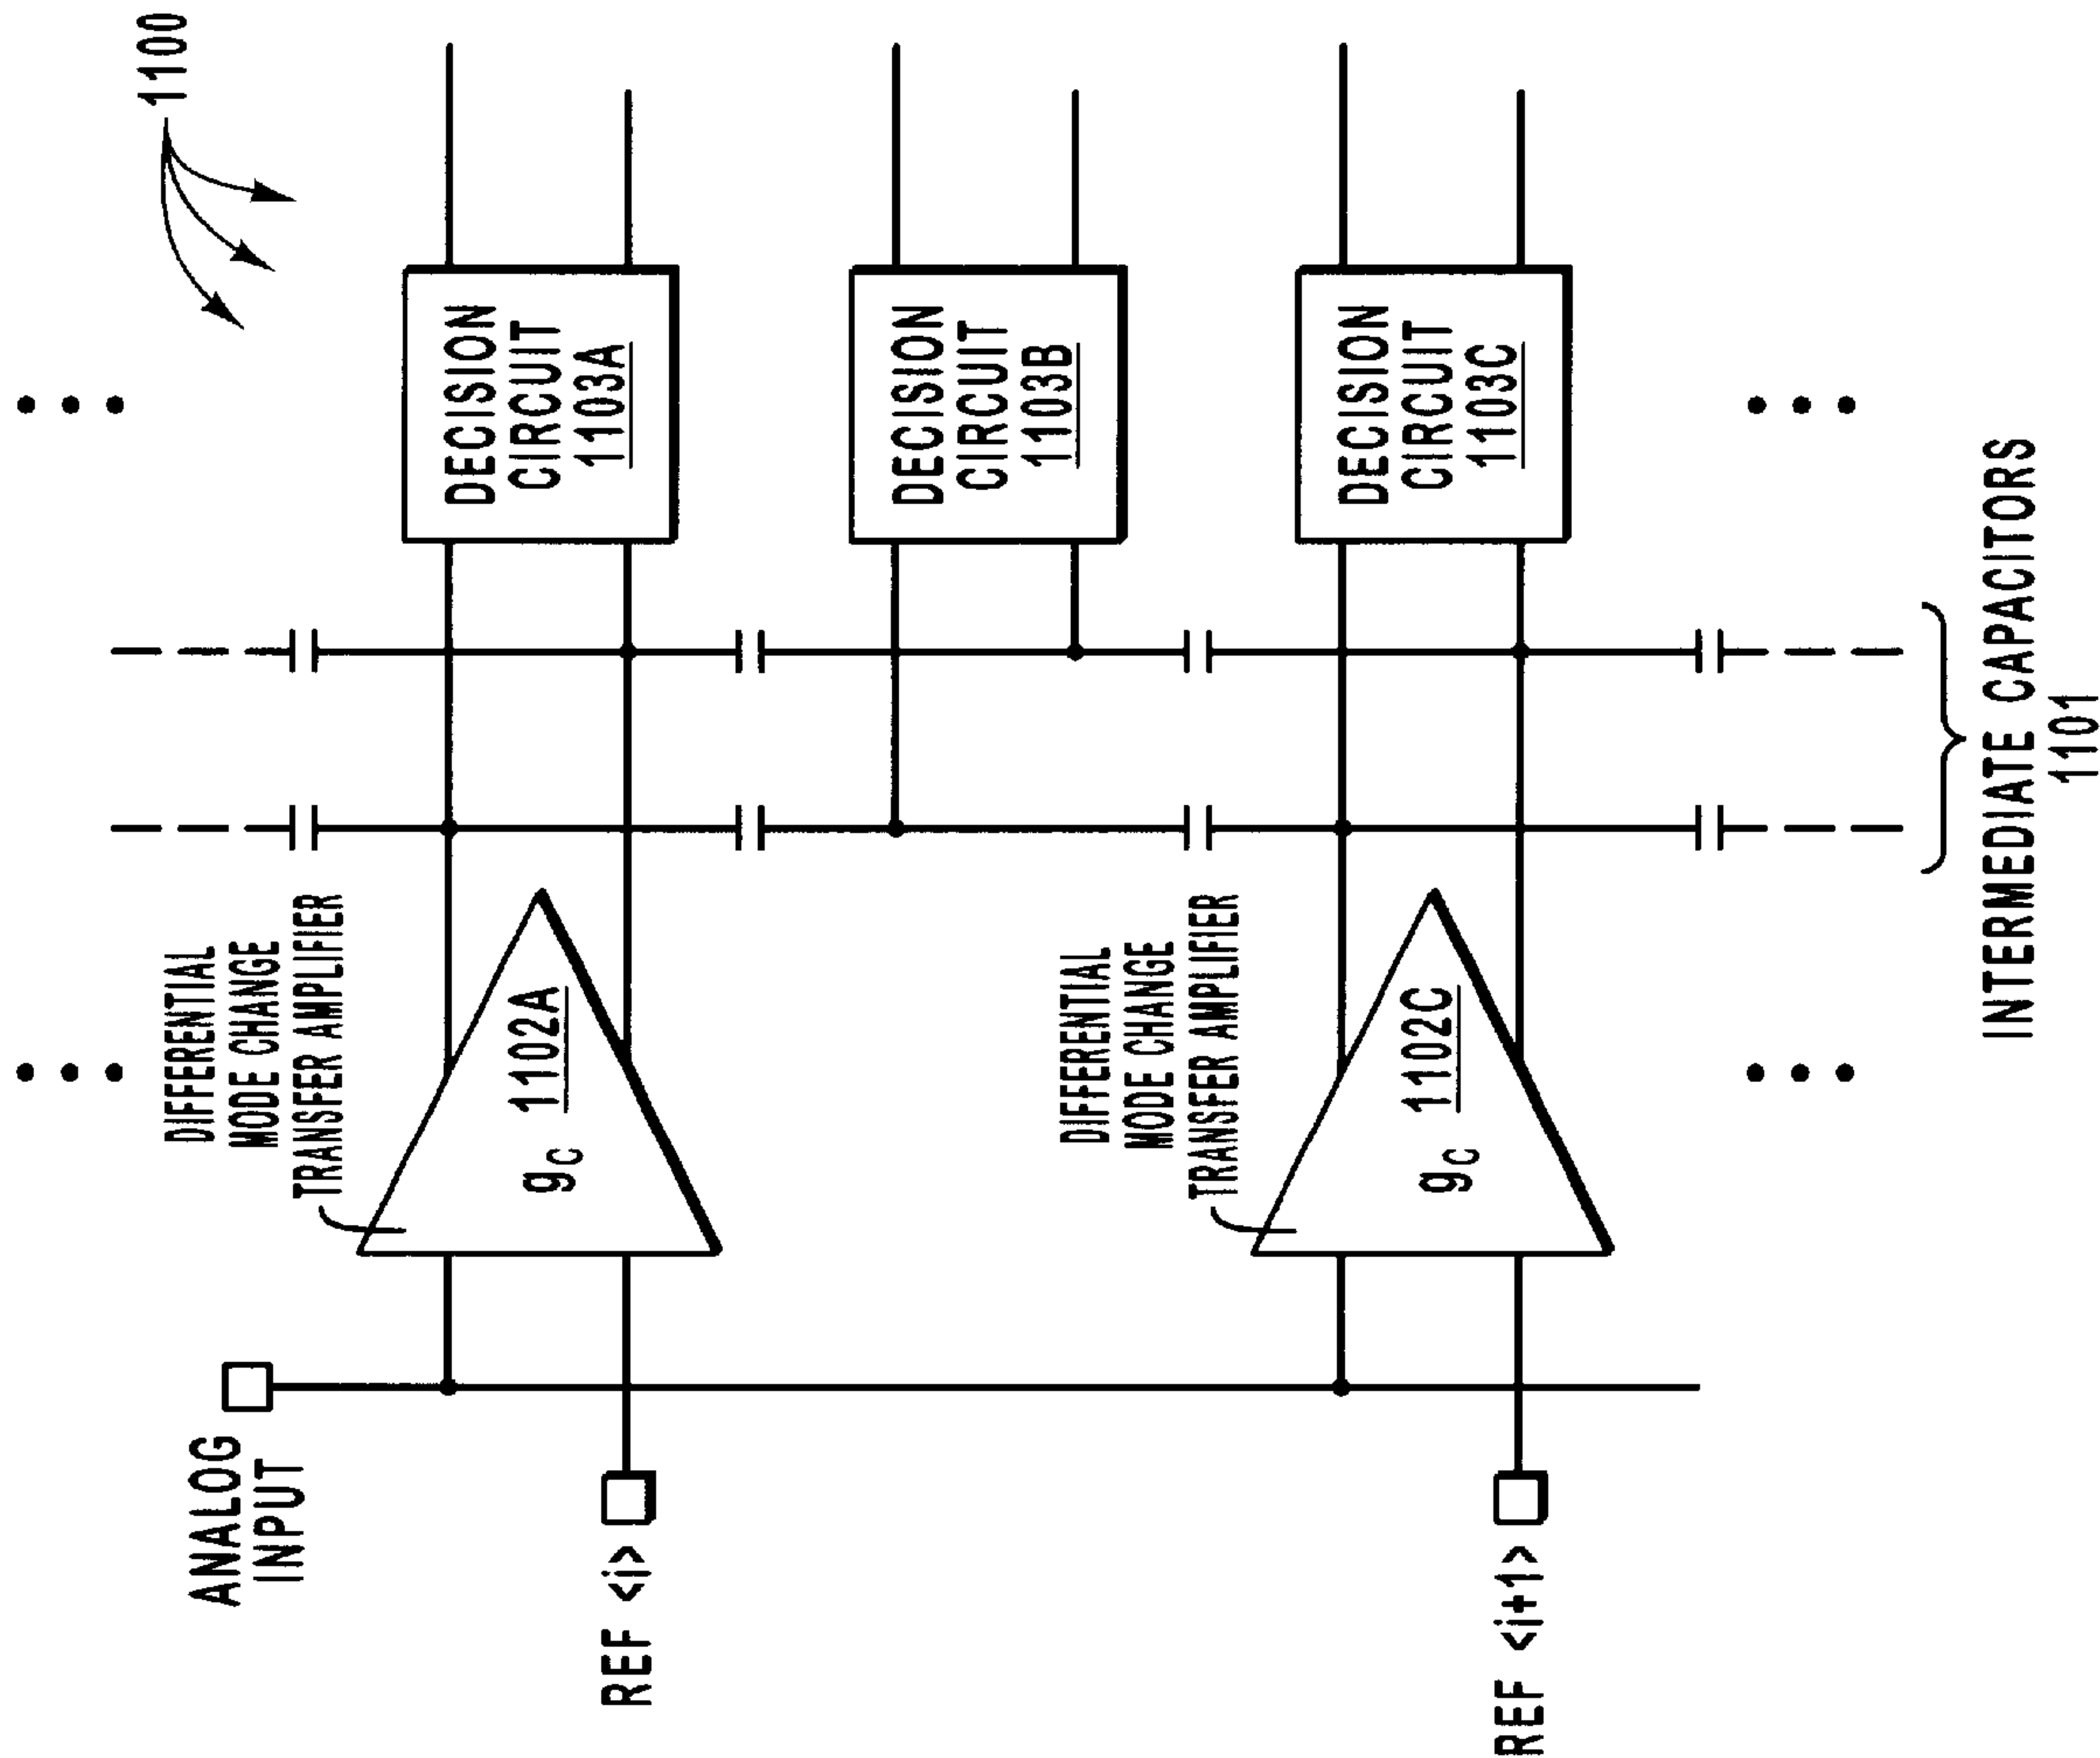 1100
ANALOG
INPUT
REF <i>
REF <i+1>
DIFFERENTIAL
MODE CHANGE
TRANSFER AMPLIFIER
gC 1102A
DIFFERENTIAL
MODE CHANGE
TRANSFER AMPLIFIER
gC 1102C
DECISION
CIRCUIT
1103A
DECISION
CIRCUIT
1103B
DECISION
CIRCUIT
1103C
INTERMEDIATE CAPACITORS
1101